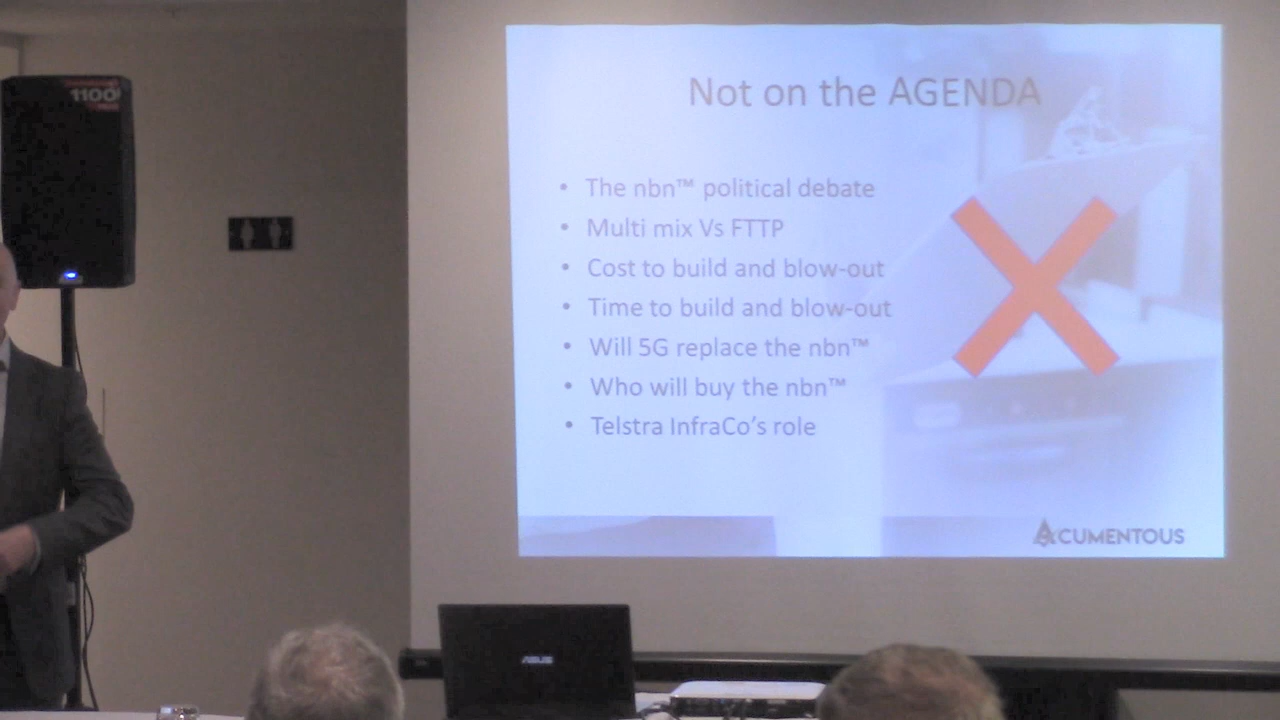 1100
Not on the AGENDA
• The nbn™ political debate
• Multi mix Vs FTTP
• Cost to build and blow-out
• Time to build and blow-out
• Will 5G replace the nbn™
• Who will buy the nbn™
• Telstra InfraCo's role
ACUMENTOUS
ASUS